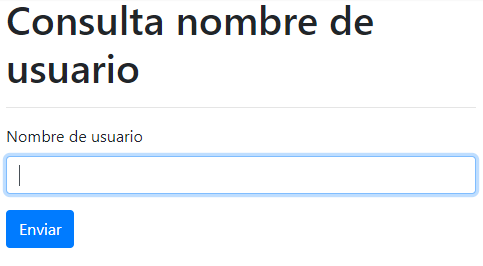 Consulta nombre de
usuario
Nombre de usuario
Enviar